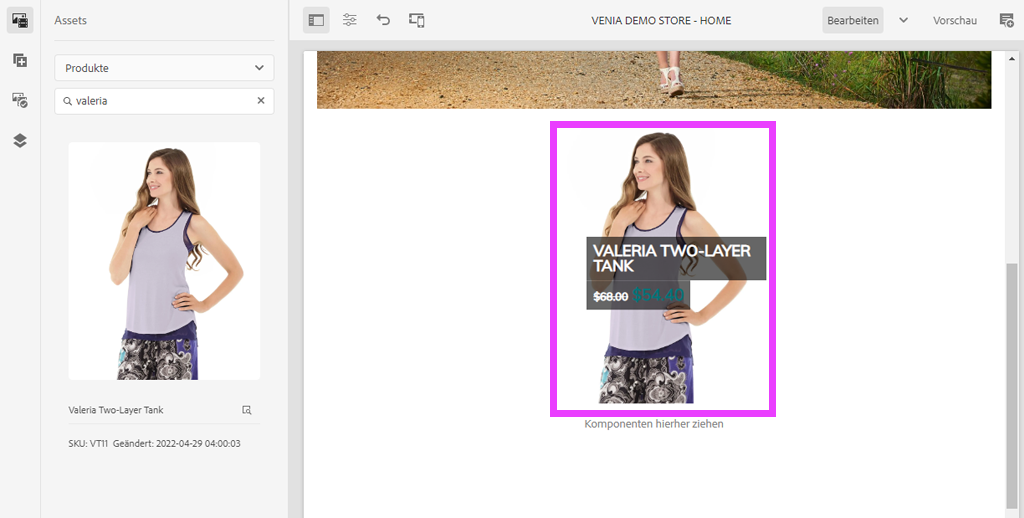 Assets
VENIA DEMO STORE - HOME
Bearbeiten
Vorschau
Produkte
valeria
VALERIA TWO-LAYER
TANK
$68.00 $54.40
Valeria Two-Layer Tank
SKU: VT11 Geändert: 2022-04-29 04:00:03
Komponenten hierher ziehen